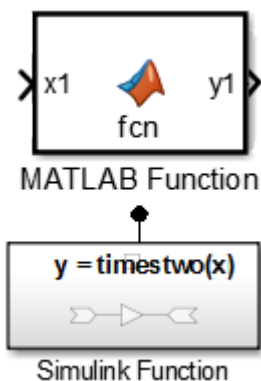 x1 y1
fcn
MATLAB Function
y = timestwo(x)
Simulink Function